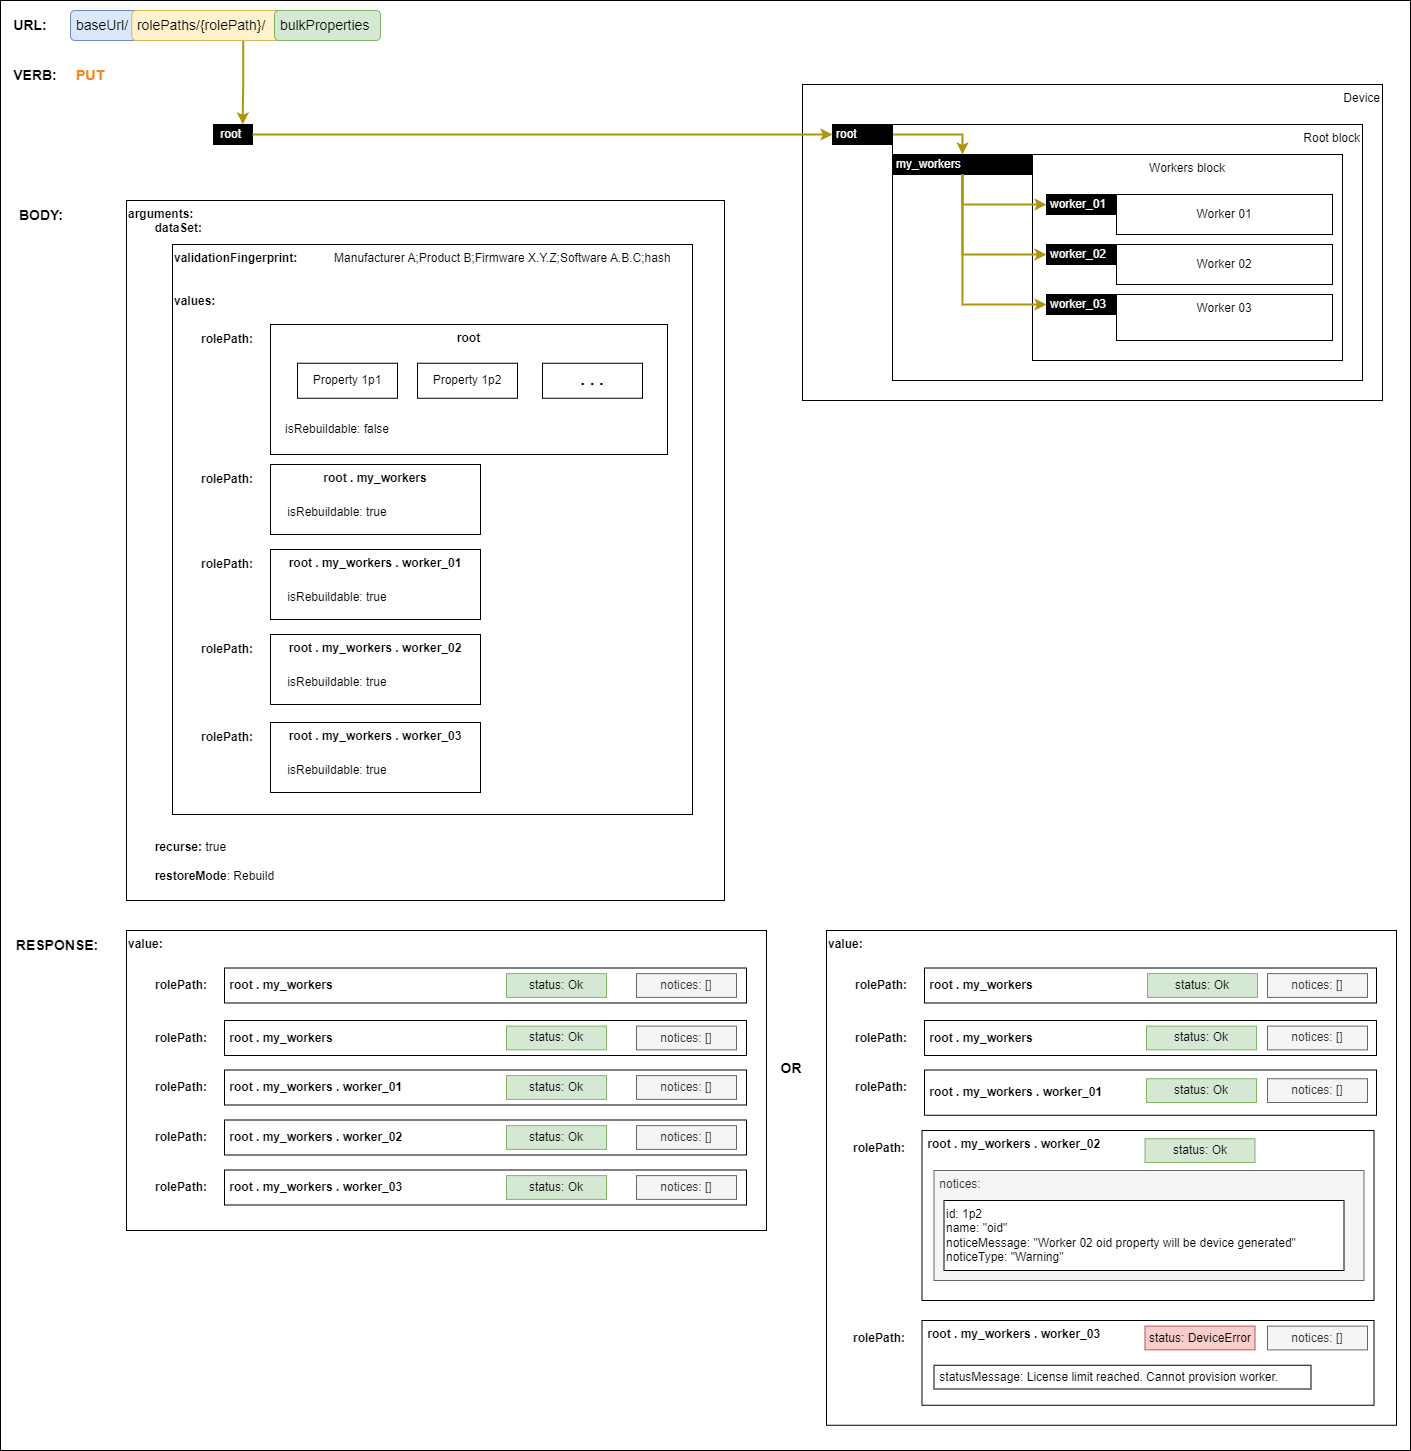 URL: baseUrl/ rolePaths/{rolePath}/ bulkProperties
VERB: PUT
root
Device
root
Root block
my_workers
Workers block
worker_01 Worker 01
worker_02 Worker 02
worker_03 Worker 03
BODY:
arguments:
dataSet:
validationFingerprint: Manufacturer A;Product B;Firmware X.Y.Z;Software A.B.C;hash
values:
rolePath: root
Property 1p1 Property 1p2 . . .
isRebuildable: false
rolePath: root . my_workers
isRebuildable: true
rolePath: root . my_workers . worker_01
isRebuildable: true
rolePath: root . my_workers . worker_02
isRebuildable: true
rolePath: root . my_workers . worker_03
isRebuildable: true
recurse: true
restoreMode: Rebuild
RESPONSE:
value:
rolePath: root . my_workers status: Ok notices: []
rolePath: root . my_workers status: Ok notices: []
rolePath: root . my_workers . worker_01 status: Ok notices: []
rolePath: root . my_workers . worker_02 status: Ok notices: []
rolePath: root . my_workers . worker_03 status: Ok notices: []
OR
value:
rolePath: root . my_workers status: Ok notices: []
rolePath: root . my_workers status: Ok notices: []
rolePath: root . my_workers . worker_01 status: Ok notices: []
rolePath: root . my_workers . worker_02 status: Ok
notices:
id: 1p2
name: "oid"
noticeMessage: "Worker 02 oid property will be device generated"
noticeType: "Warning"
rolePath: root . my_workers . worker_03 status: DeviceError notices: []
statusMessage: License limit reached. Cannot provision worker.